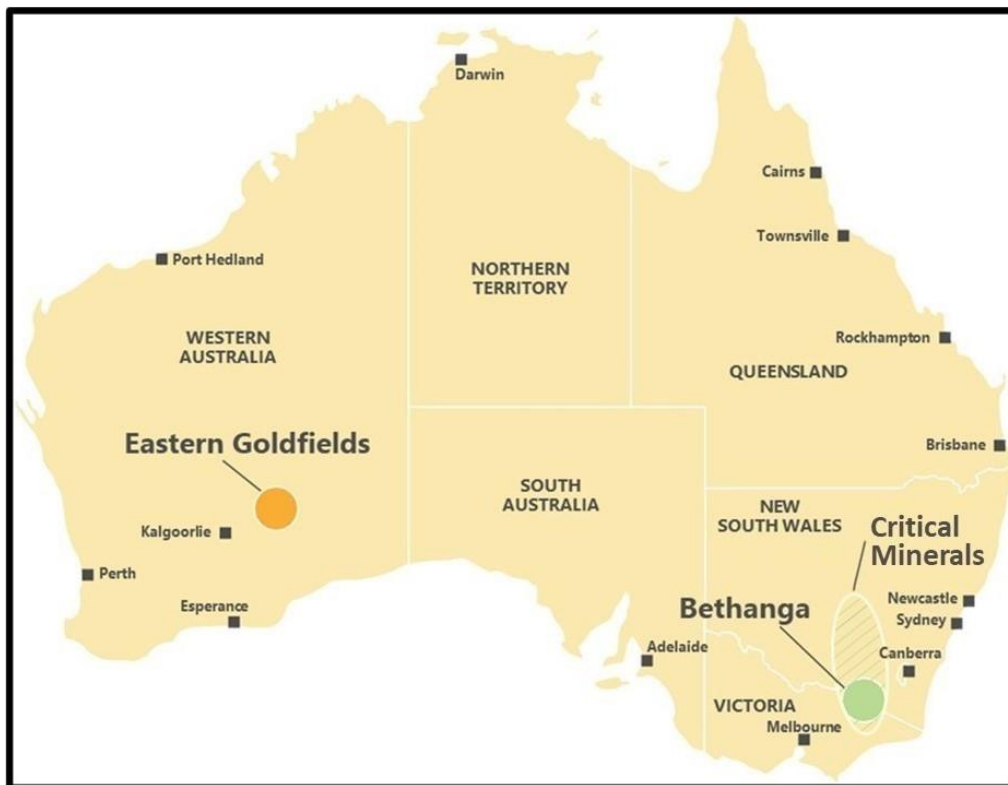 Darwin
Cairns
Townsville
Port Hedland
NORTHERN
TERRITORY
WESTERN
AUSTRALIA
Rockhampton
QUEENSLAND
Eastern Goldfields
Brisbane
SOUTH
AUSTRALIA
NEW
SOUTH WALES
Kalgoorlie
Critical
Minerals
Perth
Esperance
Bethanga
Newcastle
Sydney
Adelaide
Canberra
VICTORIA
Melbourne